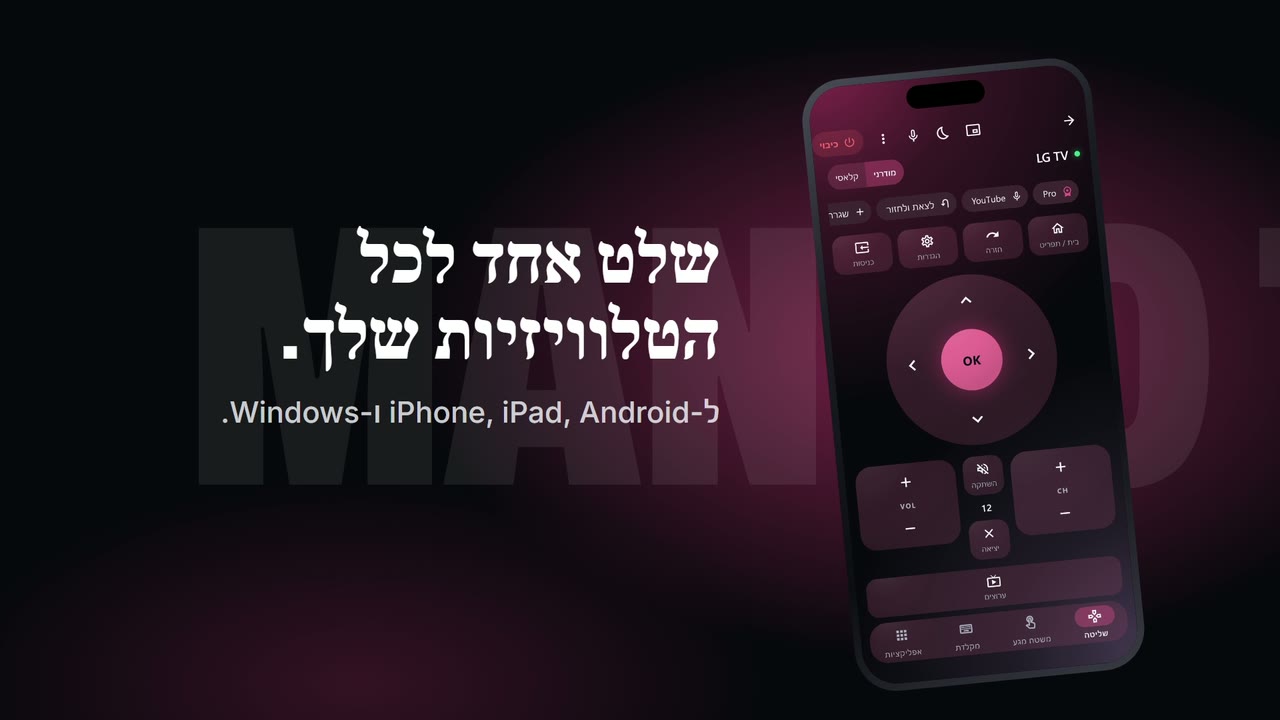 שלט אחד לכל
הטלוויזיות שלך.
ל-iPhone, iPad, Android ו-Windows.
כיבוי
LG TV
מודרני
קלאסי
Pro
YouTube
לצאת ולחזור
שגרר
בית / תפריט
חזרה
הגדרות
כניסות
OK
VOL
השתקה
12
יציאה
CH
ערוצים
שליטה
משטח מגע
מקלדת
אפליקציות